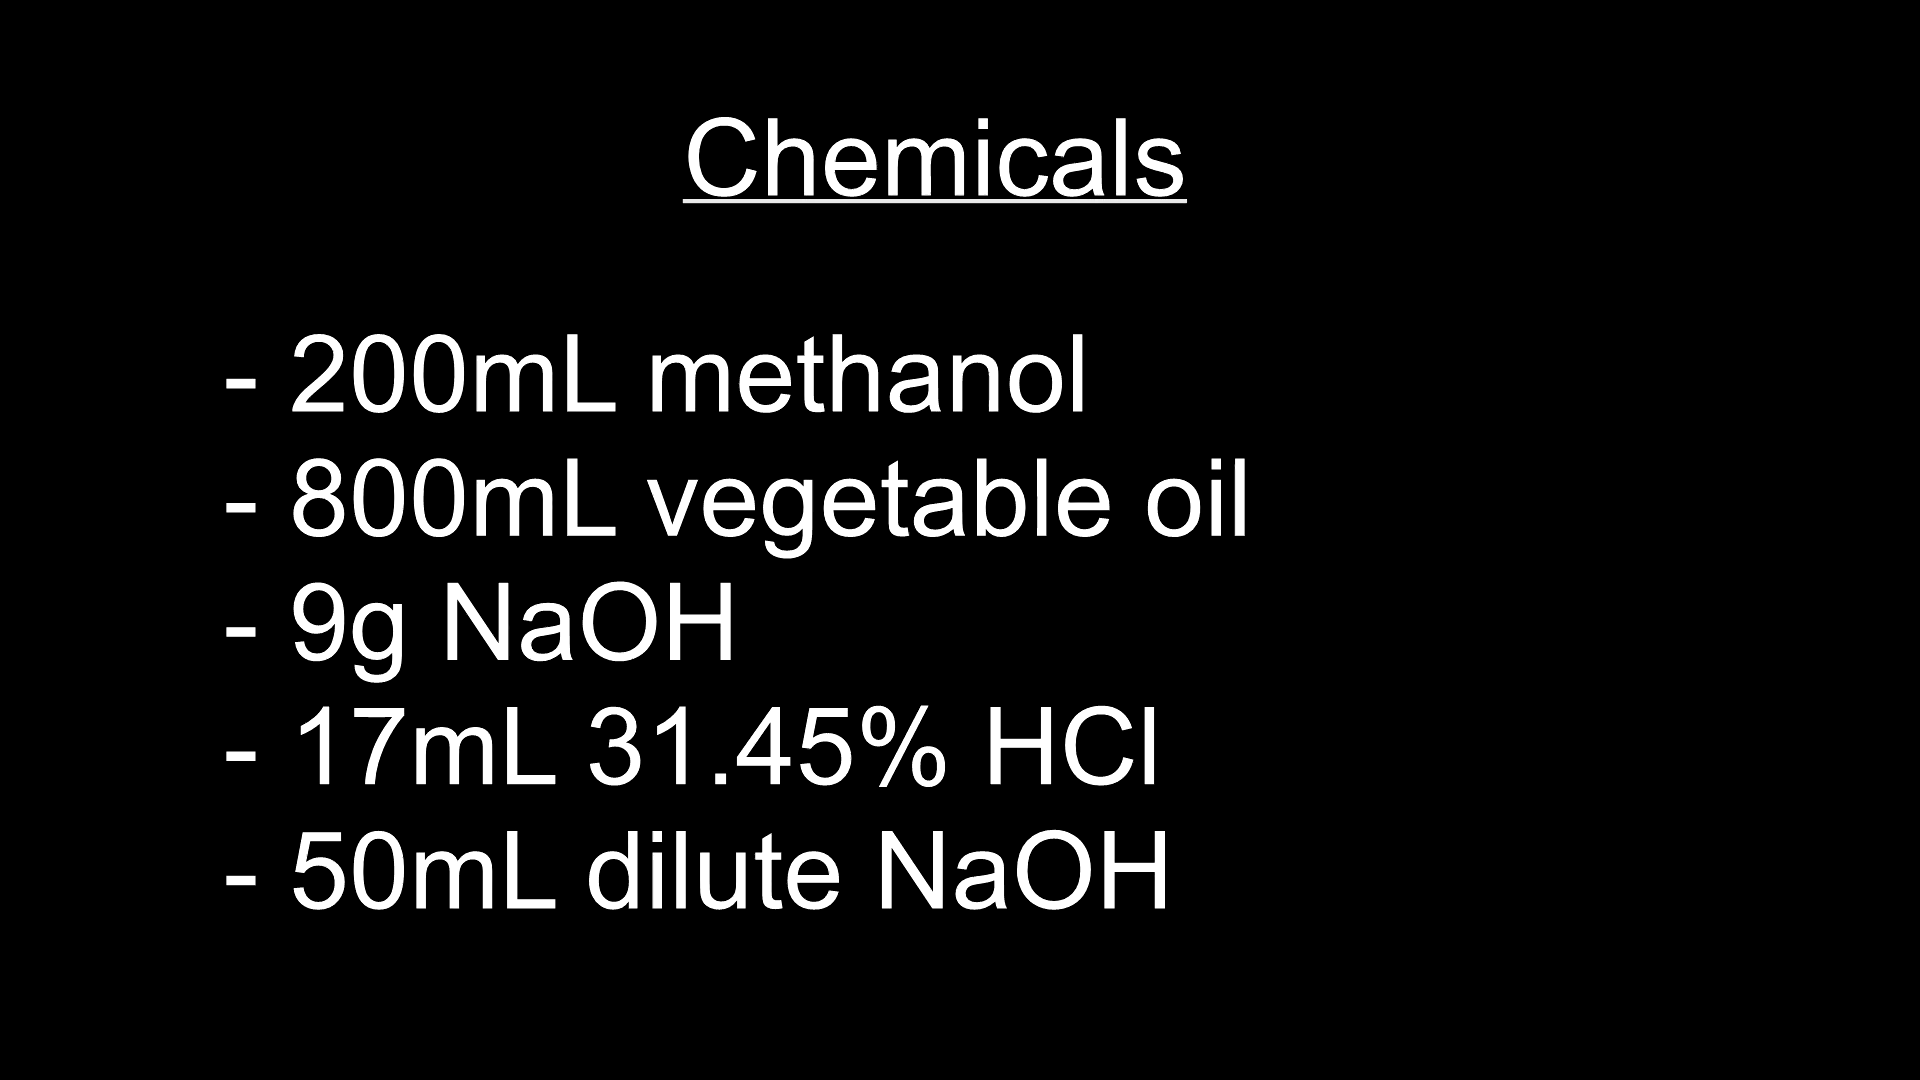 Chemicals
- 200mL methanol
- 800mL vegetable oil
- 9g NaOH
- 17mL 31.45% HCl
- 50mL dilute NaOH